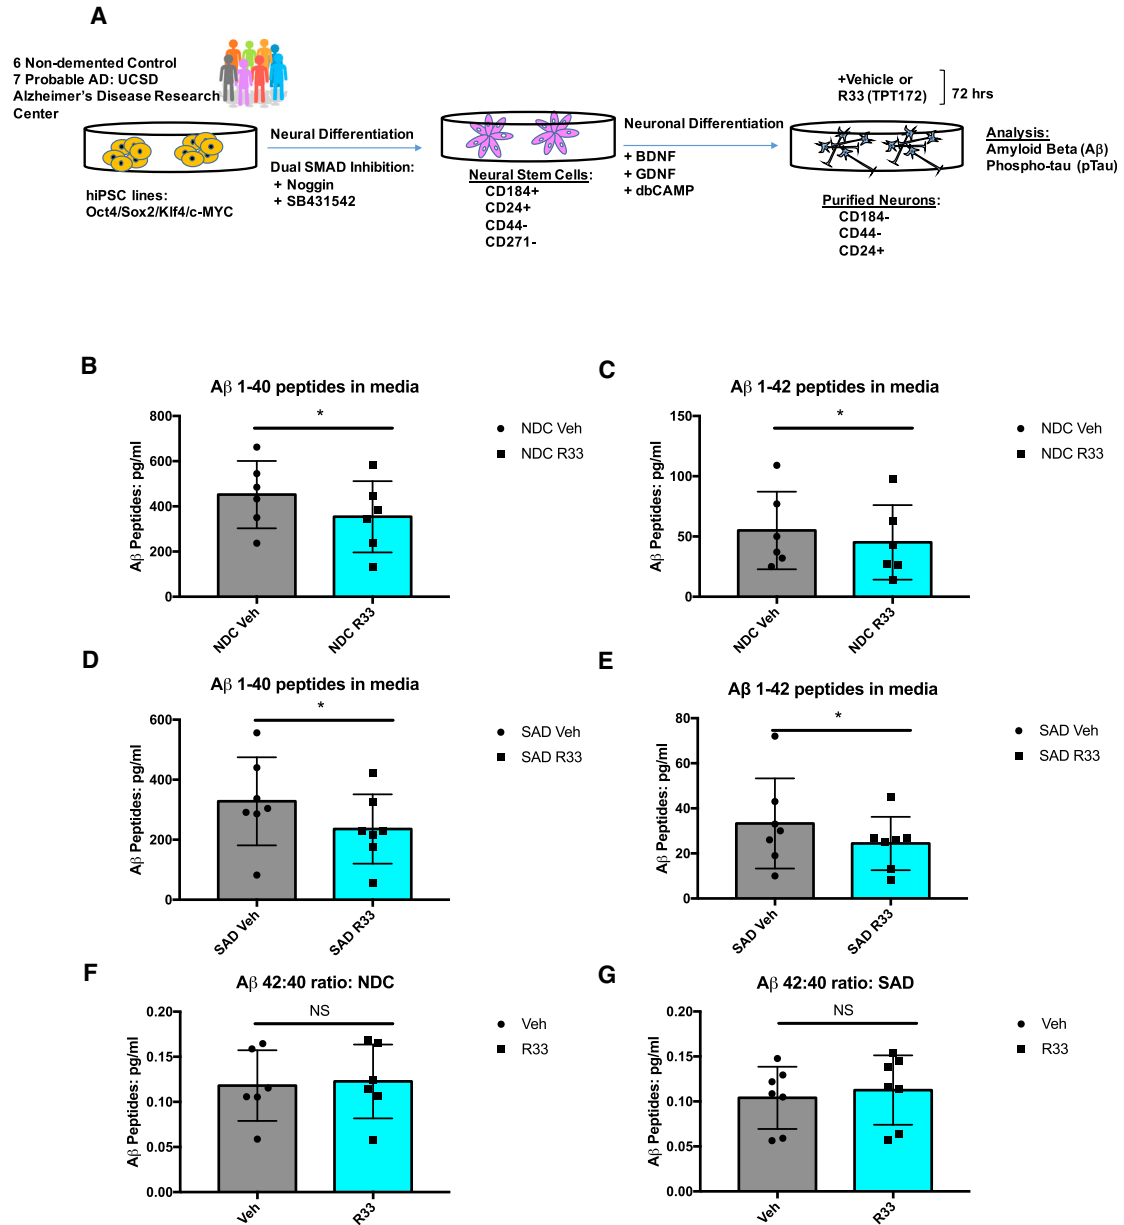 A
6 Non-demented Control
7 Probable AD: UCSD
Alzheimer's Disease Research
Center
hiPSC lines:
Oct4/Sox2/Klf4/c-MYC
Neural Differentiation
Dual SMAD Inhibition:
+ Noggin
+ SB431542
Neural Stem Cells:
CD184+
CD24+
CD44-
CD271-
Neuronal Differentiation
+ BDNF
+ GDNF
+ dbCAMP
+Vehicle or
R33 (TPT172)
72 hrs
Purified Neurons:
CD184-
CD44-
CD24+
Analysis:
Amyloid Beta (Aβ)
Phospho-tau (pTau)
B
Aβ 1-40 peptides in media
Aβ Peptides: pg/ml
800
600
400
200
0
*
NDC Veh
NDC R33
NDC Veh
NDC R33
C
Aβ 1-42 peptides in media
Aβ Peptides: pg/ml
150
100
50
0
*
NDC Veh
NDC R33
NDC Veh
NDC R33
D
Aβ 1-40 peptides in media
Aβ Peptides: pg/ml
600
400
200
0
*
SAD Veh
SAD R33
SAD Veh
SAD R33
E
Aβ 1-42 peptides in media
Aβ Peptides: pg/ml
80
60
40
20
0
*
SAD Veh
SAD R33
SAD Veh
SAD R33
F
Aβ 42:40 ratio: NDC
Aβ Peptides: pg/ml
0.20
0.15
0.10
0.05
0.00
NS
Veh
R33
Veh
R33
G
Aβ 42:40 ratio: SAD
Aβ Peptides: pg/ml
0.20
0.15
0.10
0.05
0.00
NS
Veh
R33
Veh
R33